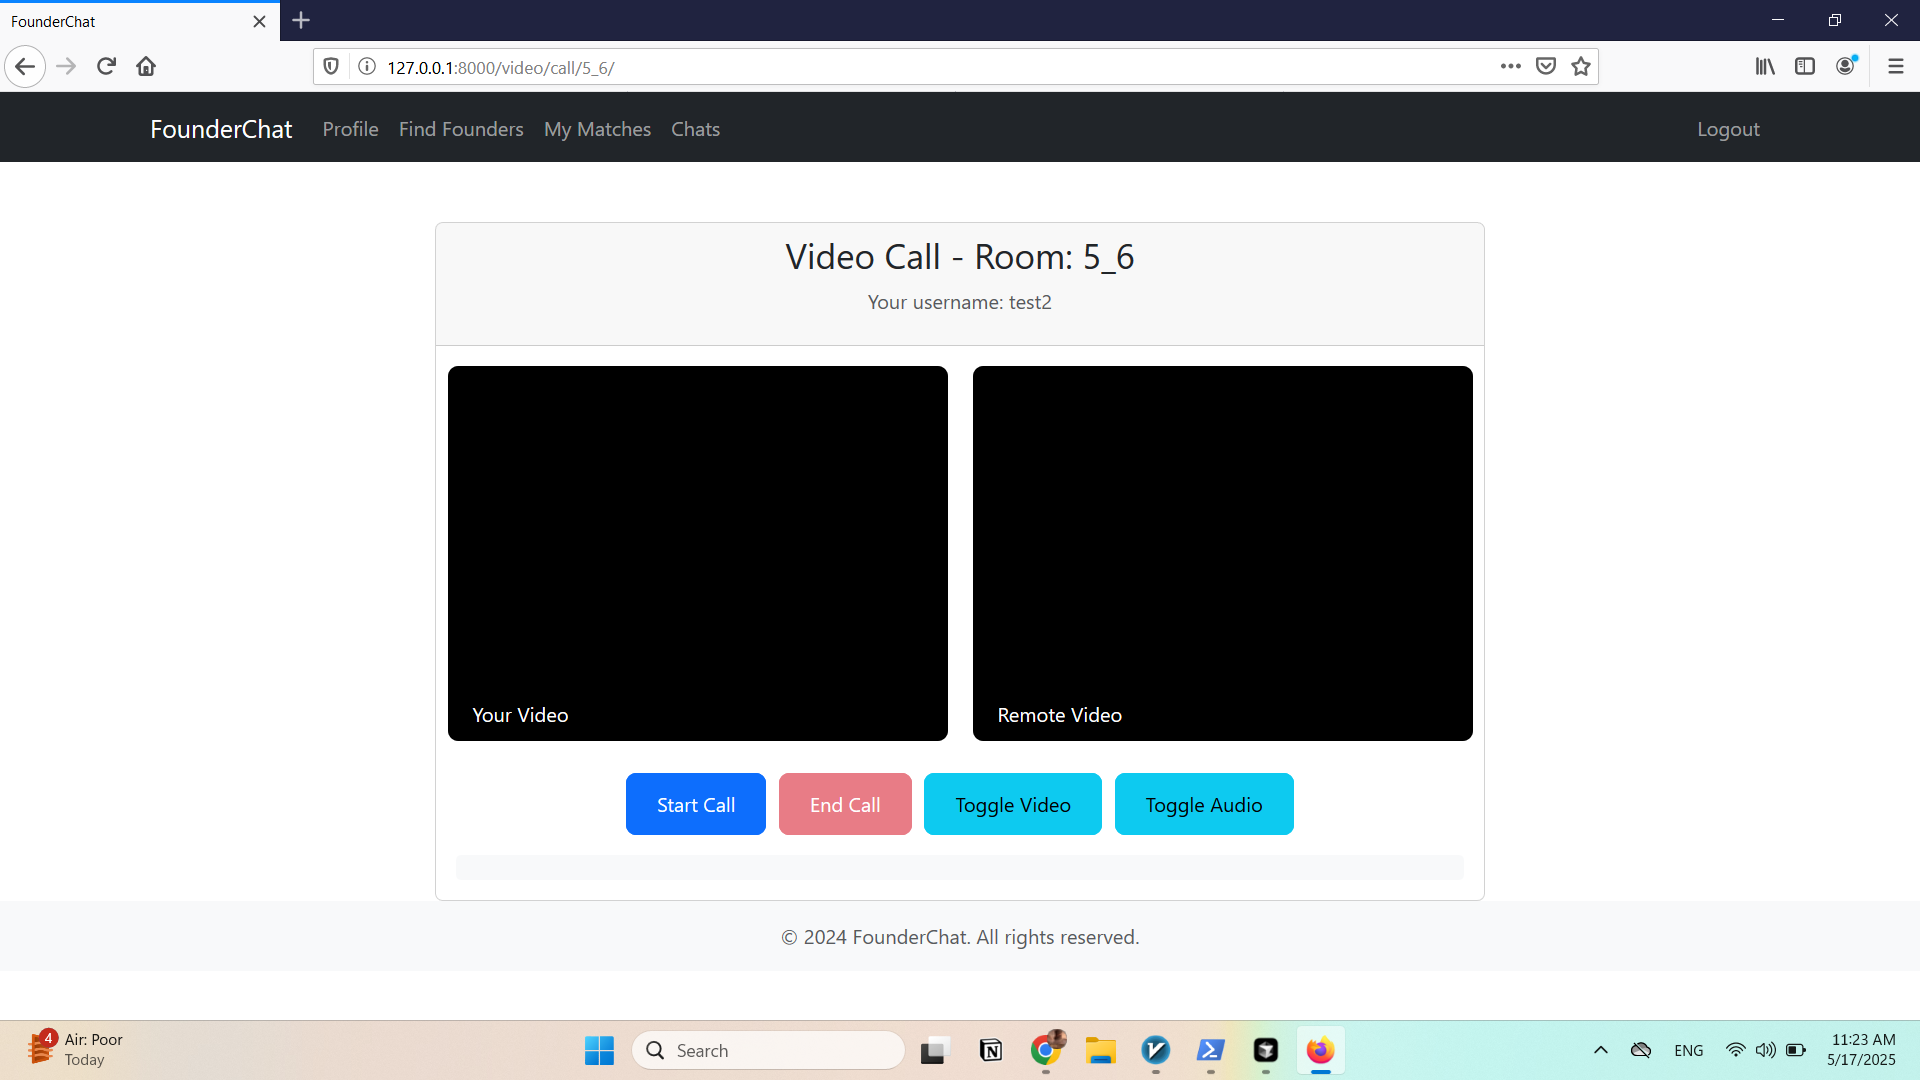 FounderChat
127.0.0.1:8000/video/call/5_6/
FounderChat Profile Find Founders My Matches Chats Logout
Video Call - Room: 5_6
Your username: test2
Your Video
Remote Video
Start Call End Call Toggle Video Toggle Audio
© 2024 FounderChat. All rights reserved.
4 Air: Poor
Today
Search
ENG
11:23 AM
5/17/2025